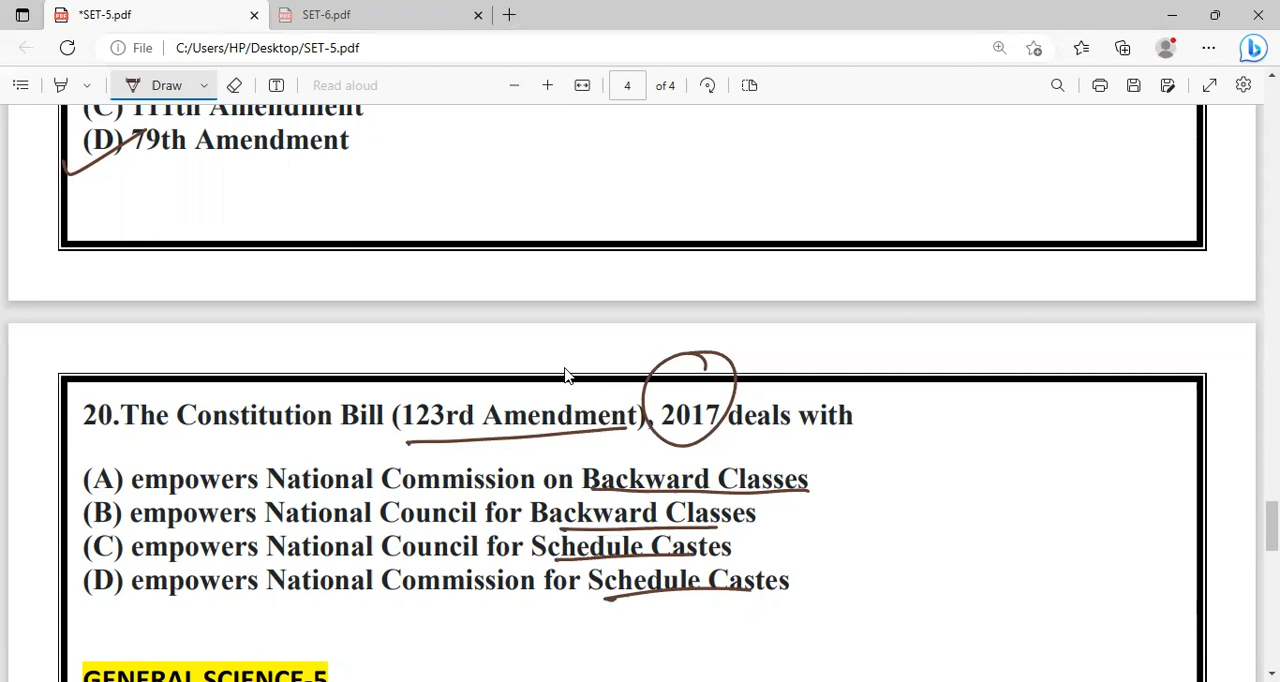 *SET-5.pdf
SET-6.pdf
File C:/Users/HP/Desktop/SET-5.pdf
Draw Read aloud 4 of 4
(C) 111th Amendment
(D) 79th Amendment
20.The Constitution Bill (123rd Amendment), 2017 deals with
(A) empowers National Commission on Backward Classes
(B) empowers National Council for Backward Classes
(C) empowers National Council for Schedule Castes
(D) empowers National Commission for Schedule Castes
GENERAL SCIENCE-5